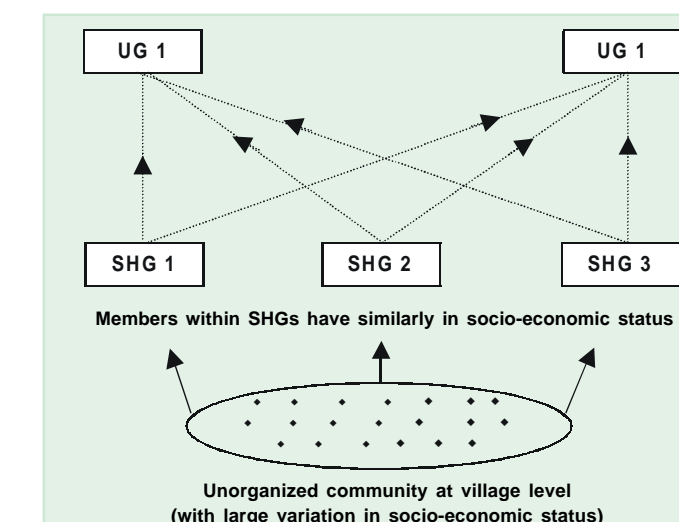 UG 1
UG 1
SHG 1
SHG 2
SHG 3
Members within SHGs have similarly in socio-economic status
Unorganized community at village level
(with large variation in socio-economic status)